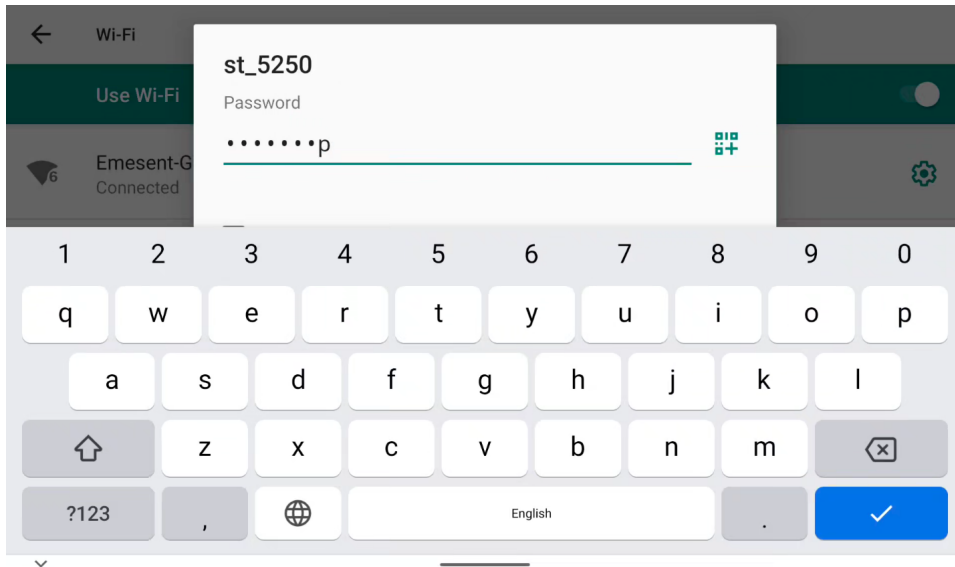 Wi-Fi
st_5250
Use Wi-Fi
Password
•••••••p
Emesent-G
6
Connected
1 2 3 4 5 6 7 8 9 0
q w e r t y u i o p
a s d f g h j k l
z x c v b n m
?123 , English .